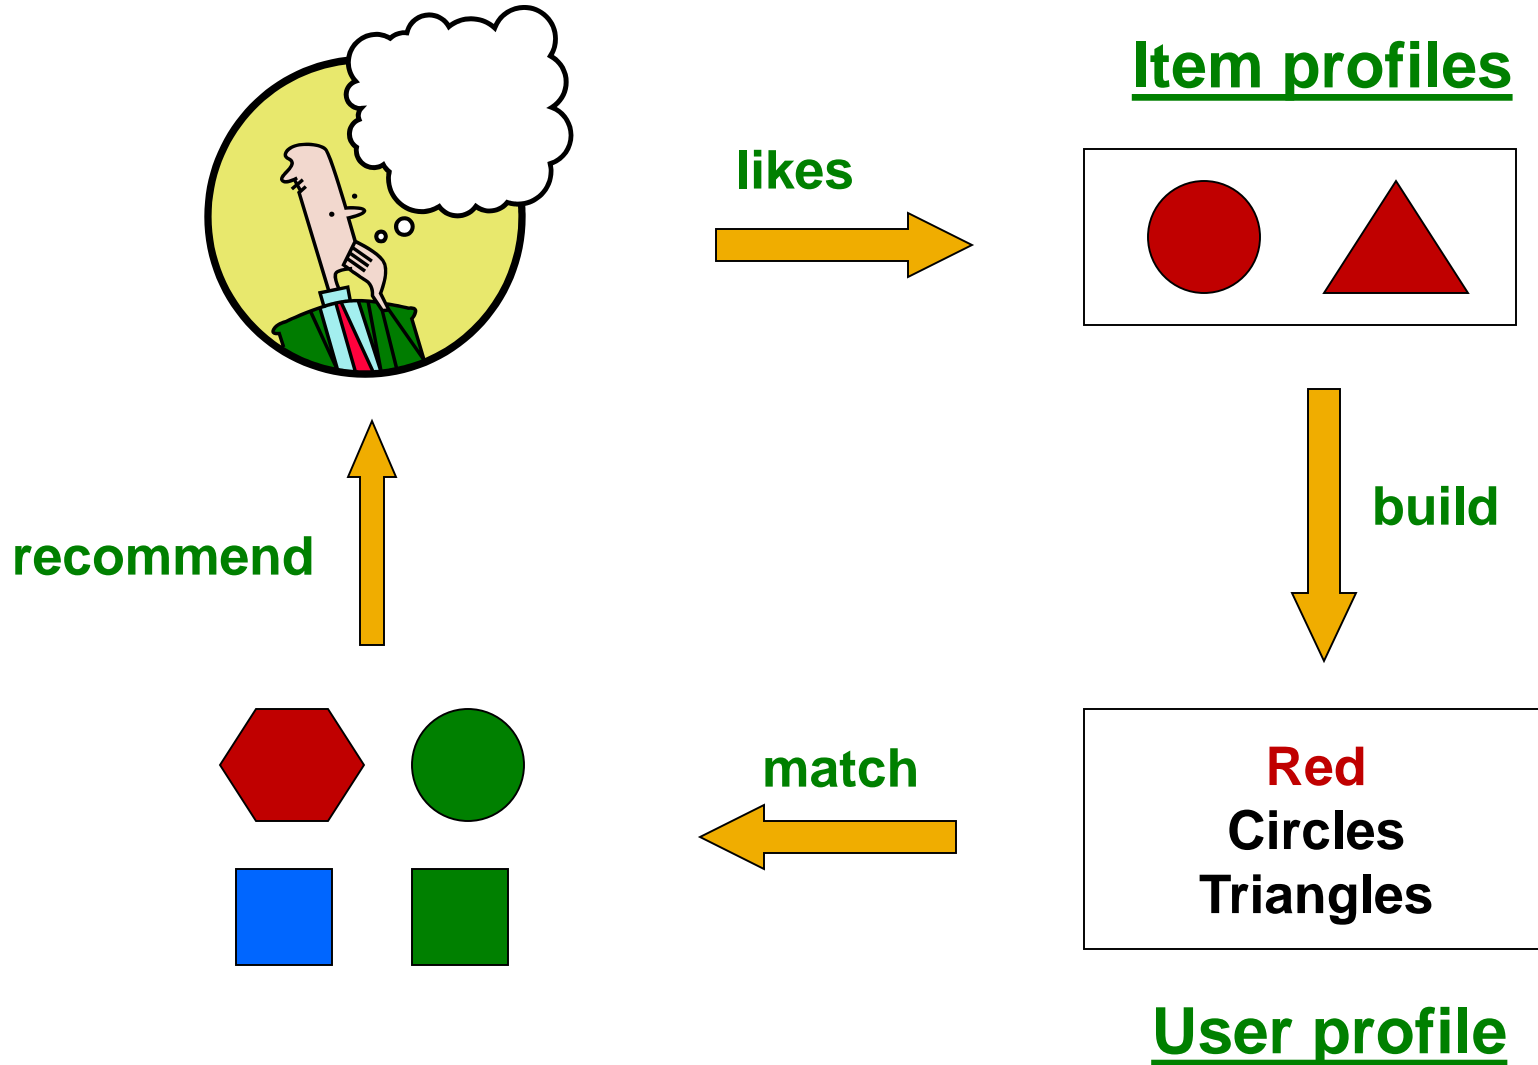 Item profiles
likes
build
recommend
match
Red
Circles
Triangles
User profile